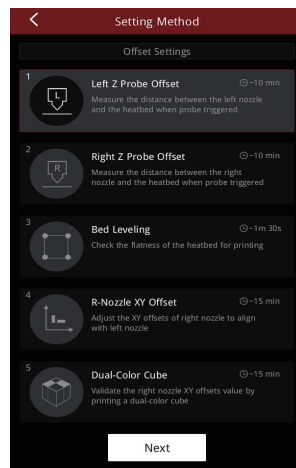 Setting Method
Offset Settings
1
L
Left Z Probe Offset
~10 min
Measure the distance between the left nozzle
and the heatbed when probe triggered
2
R
Right Z Probe Offset
~10 min
Measure the distance between the right
nozzle and the heatbed when probe triggered
3
Bed Leveling
~1m 30s
Check the flatness of the heatbed for printing
4
R-Nozzle XY Offset
~15 min
Adjust the XY offsets of right nozzle to align
with left nozzle
5
Dual-Color Cube
~15 min
Validate the right nozzle XY offsets value by
printing a dual-color cube
Next